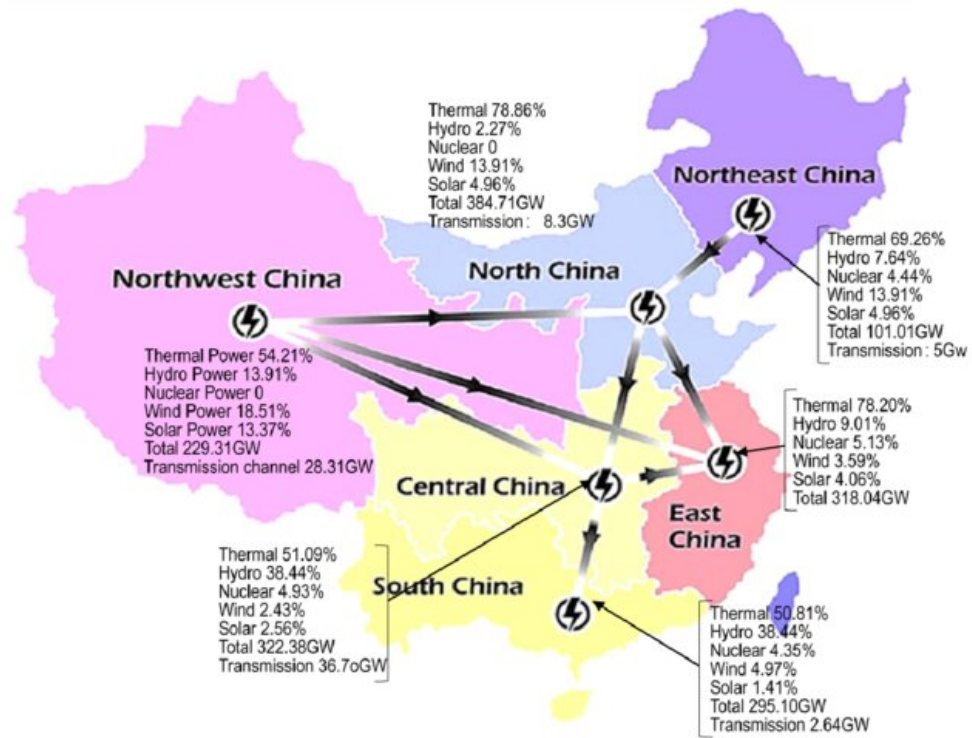 Thermal 78.86%
Hydro 2.27%
Nuclear 0
Wind 13.91%
Solar 4.96%
Total 384.71GW
Transmission : 8.3GW
Northeast China
Thermal 69.26%
Hydro 7.64%
Nuclear 4.44%
Wind 13.91%
Solar 4.96%
Total 101.01GW
Transmission : 5Gw
North China
Northwest China
Thermal Power 54.21%
Hydro Power 13.91%
Nuclear Power 0
Wind Power 18.51%
Solar Power 13.37%
Total 229.31GW
Transmission channel 28.31GW
Thermal 78.20%
Hydro 9.01%
Nuclear 5.13%
Wind 3.59%
Solar 4.06%
Total 318.04GW
Central China
East
China
Thermal 51.09%
Hydro 38.44%
Nuclear 4.93%
Wind 2.43%
Solar 2.56%
Total 322.38GW
Transmission 36.7oGW
South China
Thermal 50.81%
Hydro 38.44%
Nuclear 4.35%
Wind 4.97%
Solar 1.41%
Total 295.10GW
Transmission 2.64GW